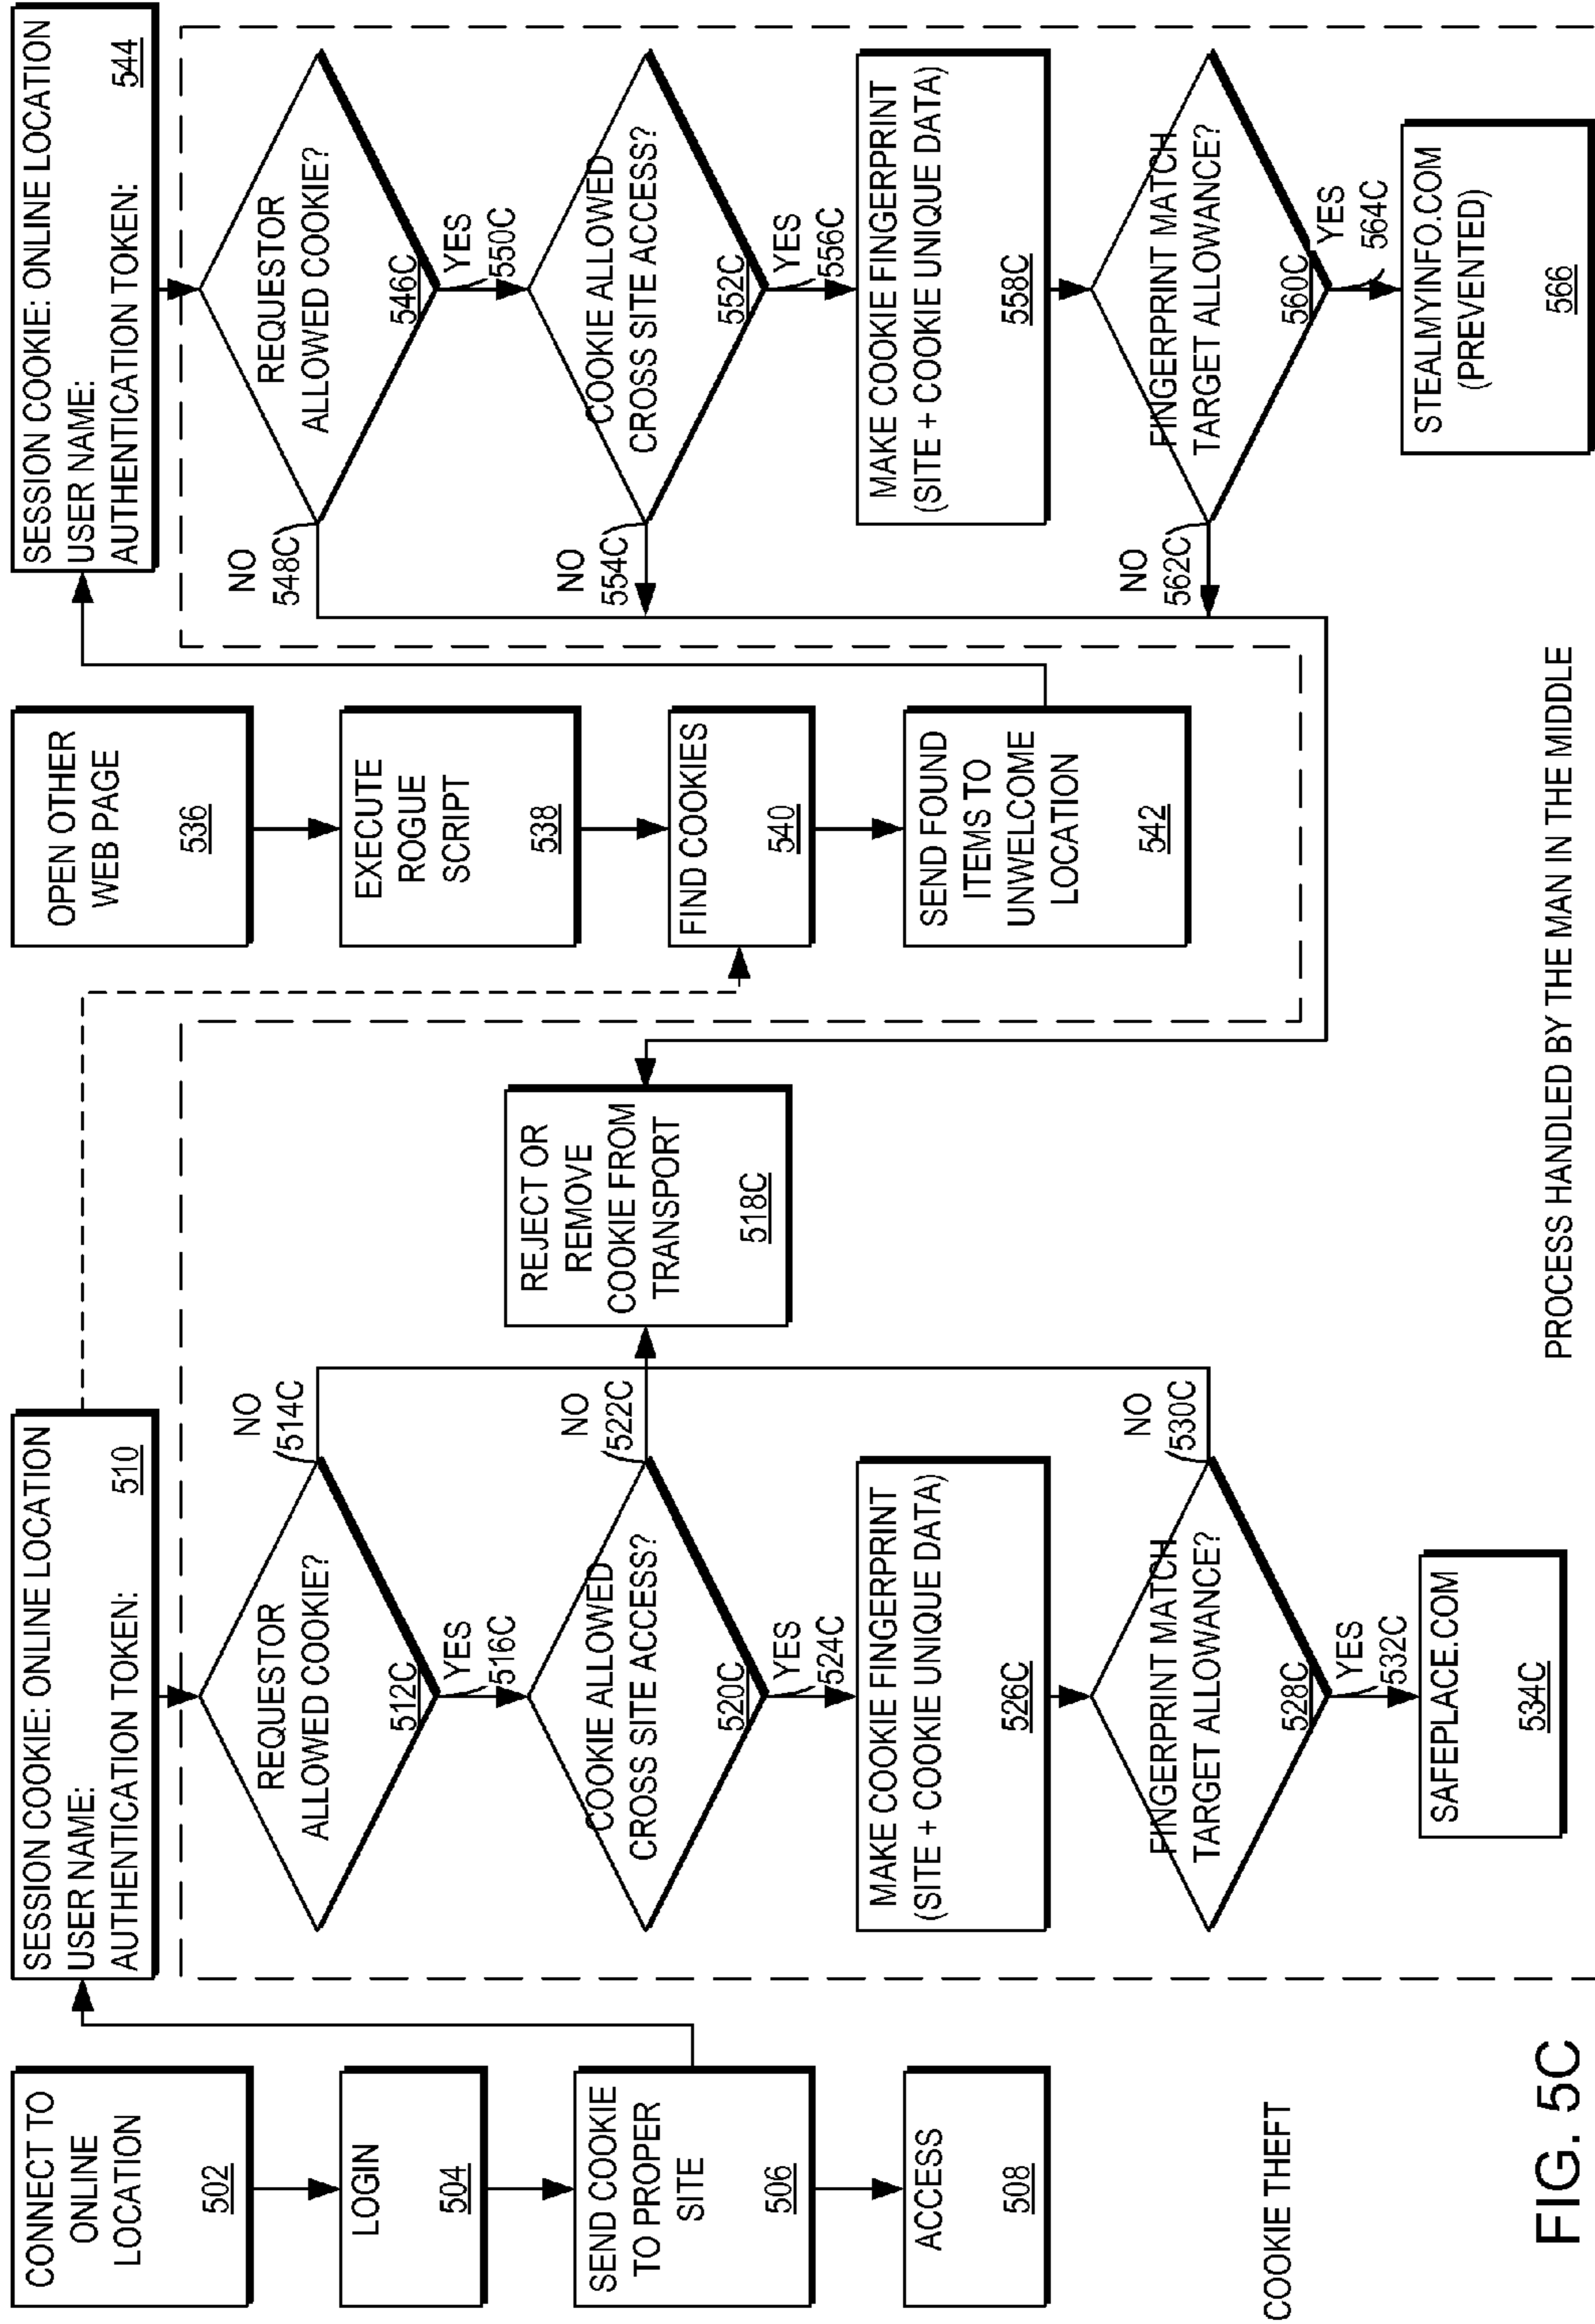 CONNECT TO
ONLINE
LOCATION
502
LOGIN
504
SEND COOKIE
TO PROPER
SITE
506
ACCESS
508
COOKIE THEFT
FIG. 5C
SESSION COOKIE: ONLINE LOCATION
USER NAME:
AUTHENTICATION TOKEN:
510
REQUESTOR
ALLOWED COOKIE?
512C
NO
514C
YES
516C
COOKIE ALLOWED
CROSS SITE ACCESS?
520C
NO
522C
YES
524C
MAKE COOKIE FINGERPRINT
(SITE + COOKIE UNIQUE DATA)
526C
FINGERPRINT MATCH
TARGET ALLOWANCE?
528C
NO
530C
YES
532C
SAFEPLACE.COM
534C
REJECT OR
REMOVE
COOKIE FROM
TRANSPORT
518C
OPEN OTHER
WEB PAGE
536
EXECUTE
ROGUE
SCRIPT
538
FIND COOKIES
540
SEND FOUND
ITEMS TO
UNWELCOME
LOCATION
542
PROCESS HANDLED BY THE MAN IN THE MIDDLE
SESSION COOKIE: ONLINE LOCATION
USER NAME:
AUTHENTICATION TOKEN:
544
REQUESTOR
ALLOWED COOKIE?
546C
NO
548C
YES
550C
COOKIE ALLOWED
CROSS SITE ACCESS?
552C
NO
554C
YES
556C
MAKE COOKIE FINGERPRINT
(SITE + COOKIE UNIQUE DATA)
558C
FINGERPRINT MATCH
TARGET ALLOWANCE?
560C
NO
562C
YES
564C
STEALMYINFO.COM
(PREVENTED)
566